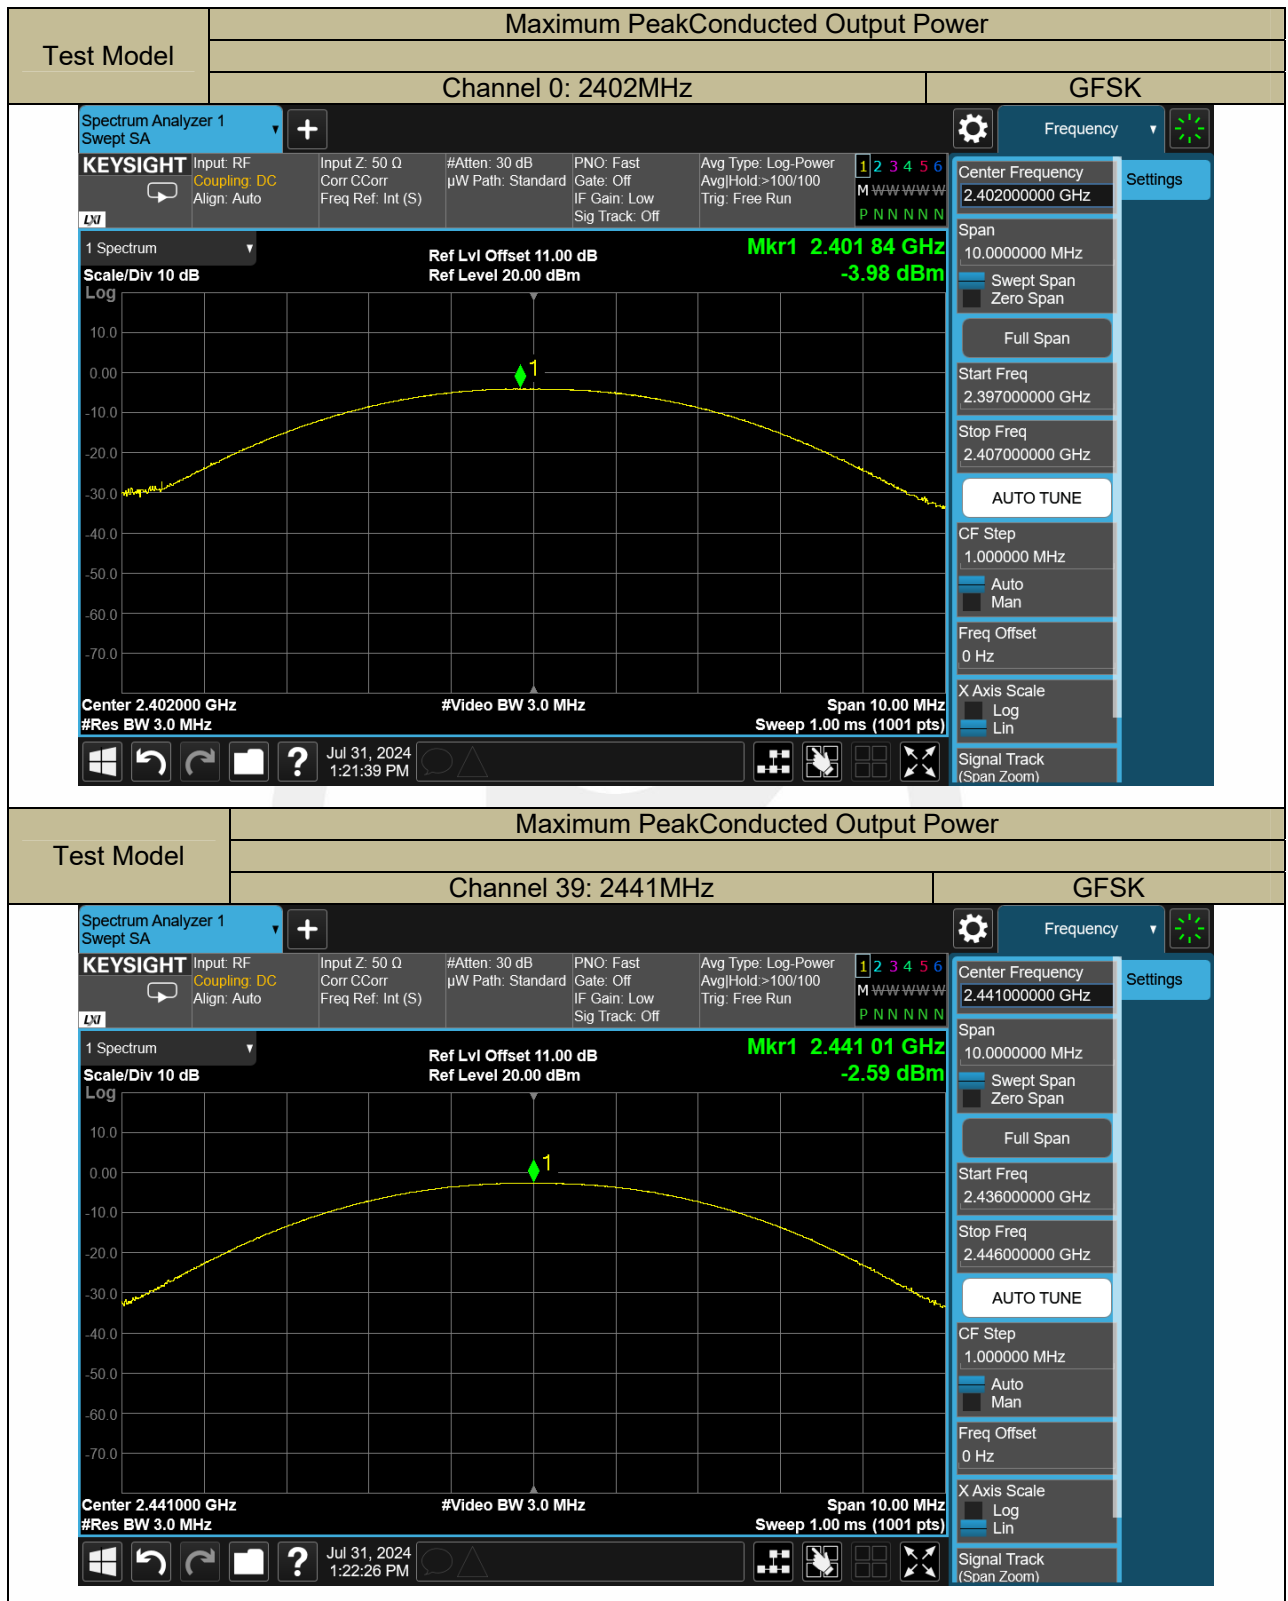 Test Model
Maximum PeakConducted Output Power
Channel 0: 2402MHz
GFSK
Spectrum Analyzer 1
Swept SA
Frequency
KEYSIGHT
LXI
Input: RF
Coupling: DC
Align: Auto
Input Z: 50 Ω
Corr CCorr
Freq Ref: Int (S)
#Atten: 30 dB
µW Path: Standard
PNO: Fast
Gate: Off
IF Gain: Low
Sig Track: Off
Avg Type: Log-Power
Avg|Hold:>100/100
Trig: Free Run
1 2 3 4 5 6
M W W W W W
P N N N N N
Center Frequency
2.402000000 GHz
Settings
Span
10.0000000 MHz
Swept Span
Zero Span
Full Span
Start Freq
2.397000000 GHz
Stop Freq
2.407000000 GHz
AUTO TUNE
CF Step
1.000000 MHz
Auto
Man
Freq Offset
0 Hz
X Axis Scale
Log
Lin
Signal Track
(Span Zoom)
1 Spectrum
Scale/Div 10 dB
Log
Ref Lvl Offset 11.00 dB
Ref Level 20.00 dBm
Mkr1 2.401 84 GHz
-3.98 dBm
1
10.0
0.00
-10.0
-20.0
-30.0
-40.0
-50.0
-60.0
-70.0
Center 2.402000 GHz
#Res BW 3.0 MHz
#Video BW 3.0 MHz
Span 10.00 MHz
Sweep 1.00 ms (1001 pts)
?
Jul 31, 2024
1:21:39 PM
Test Model
Maximum PeakConducted Output Power
Channel 39: 2441MHz
GFSK
Spectrum Analyzer 1
Swept SA
Frequency
KEYSIGHT
LXI
Input: RF
Coupling: DC
Align: Auto
Input Z: 50 Ω
Corr CCorr
Freq Ref: Int (S)
#Atten: 30 dB
µW Path: Standard
PNO: Fast
Gate: Off
IF Gain: Low
Sig Track: Off
Avg Type: Log-Power
Avg|Hold:>100/100
Trig: Free Run
1 2 3 4 5 6
M W W W W W
P N N N N N
Center Frequency
2.441000000 GHz
Settings
Span
10.0000000 MHz
Swept Span
Zero Span
Full Span
Start Freq
2.436000000 GHz
Stop Freq
2.446000000 GHz
AUTO TUNE
CF Step
1.000000 MHz
Auto
Man
Freq Offset
0 Hz
X Axis Scale
Log
Lin
Signal Track
(Span Zoom)
1 Spectrum
Scale/Div 10 dB
Log
Ref Lvl Offset 11.00 dB
Ref Level 20.00 dBm
Mkr1 2.441 01 GHz
-2.59 dBm
1
10.0
0.00
-10.0
-20.0
-30.0
-40.0
-50.0
-60.0
-70.0
Center 2.441000 GHz
#Res BW 3.0 MHz
#Video BW 3.0 MHz
Span 10.00 MHz
Sweep 1.00 ms (1001 pts)
?
Jul 31, 2024
1:22:26 PM